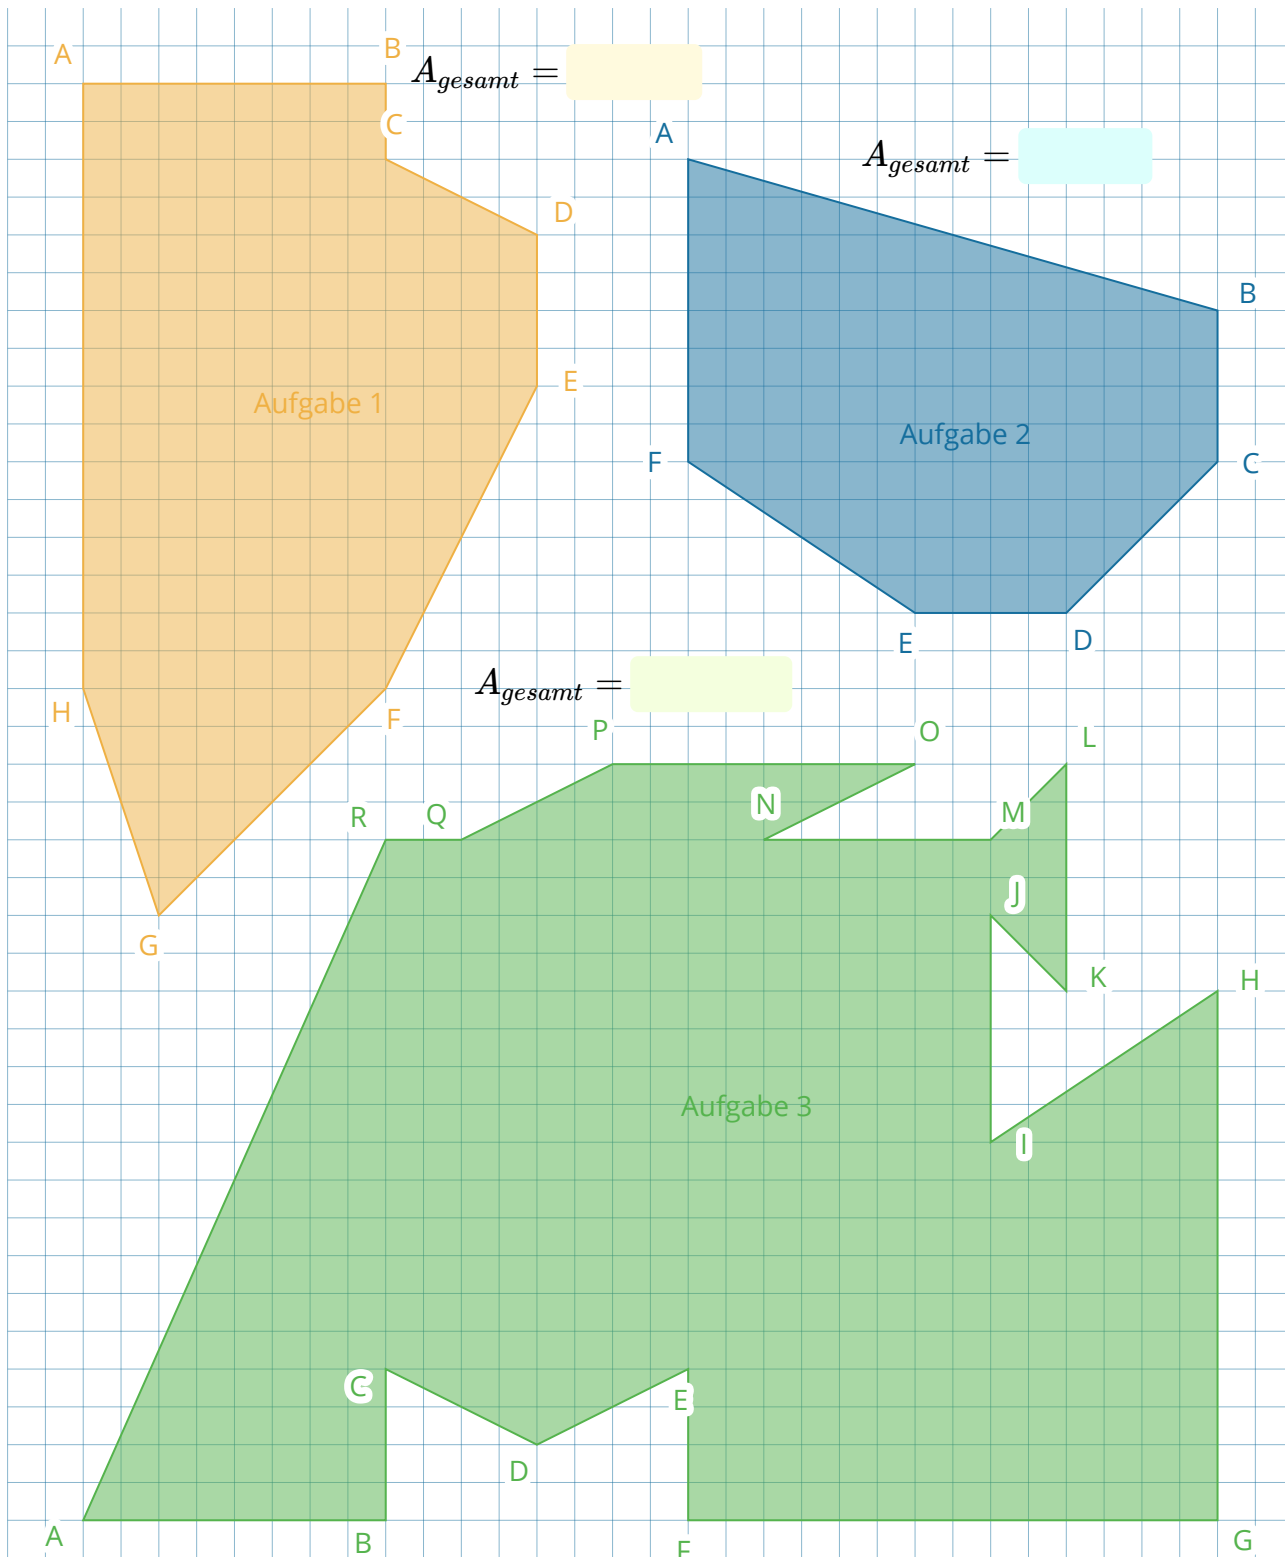 A
B
A_gesamt =
C
A
A_gesamt =
D
B
E
Aufgabe 1
Aufgabe 2
F
C
E
D
A_gesamt =
H
F
P
O
L
N
M
R
Q
J
G
K
H
Aufgabe 3
I
C
E
D
A
B
F
G